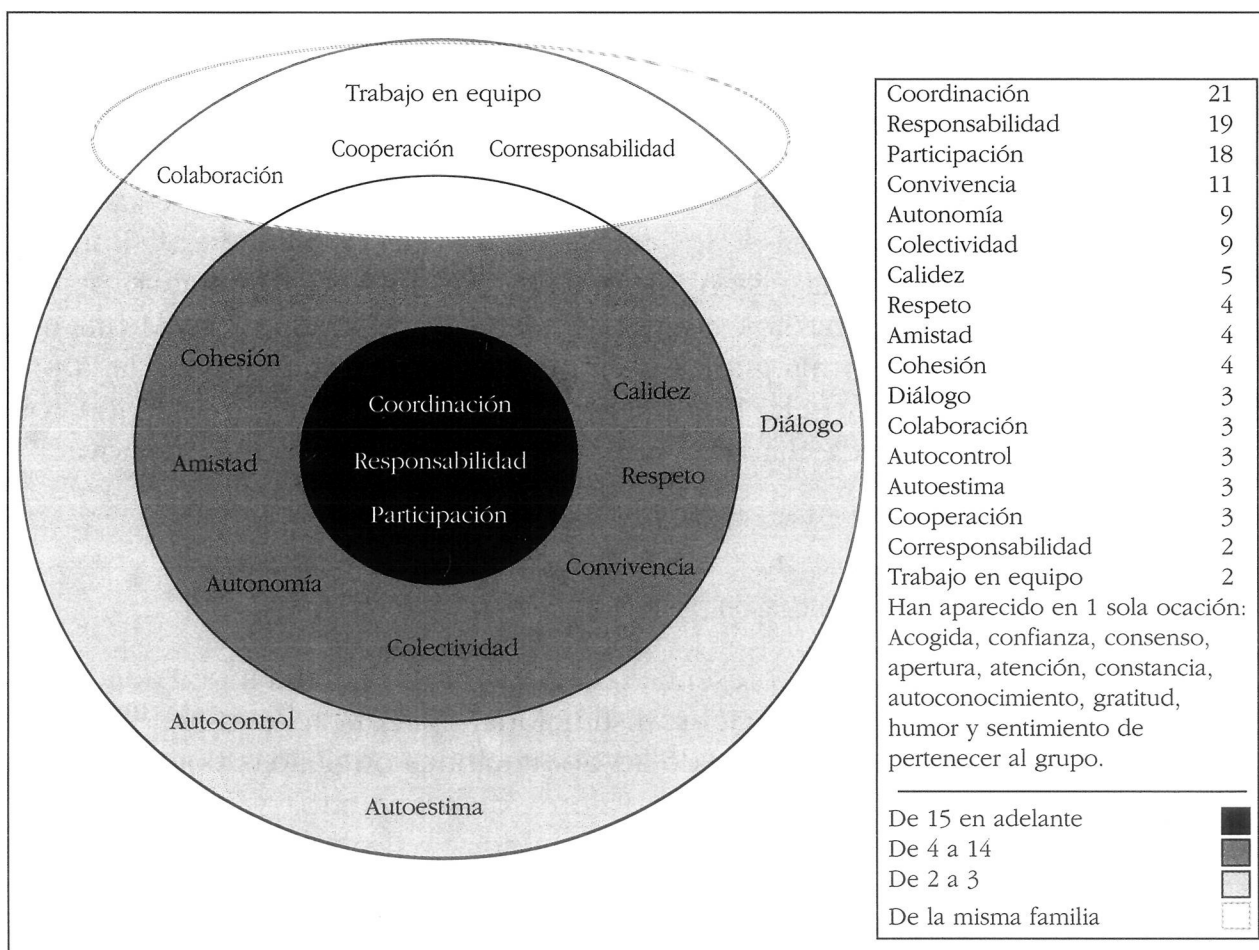 Trabajo en equipo
Cooperación Corresponsabilidad
Colaboración
Cohesión
Calidez
Coordinación
Diálogo
Amistad
Responsabilidad
Respeto
Participación
Autonomía
Convivencia
Colectividad
Autocontrol
Autoestima
Coordinación 21
Responsabilidad 19
Participación 18
Convivencia 11
Autonomía 9
Colectividad 9
Calidez 5
Respeto 4
Amistad 4
Cohesión 4
Diálogo 3
Colaboración 3
Autocontrol 3
Autoestima 3
Cooperación 3
Corresponsabilidad 2
Trabajo en equipo 2
Han aparecido en 1 sola ocación:
Acogida, confianza, consenso,
apertura, atención, constancia,
autoconocimiento, gratitud,
humor y sentimiento de
pertenecer al grupo.
De 15 en adelante
De 4 a 14
De 2 a 3
De la misma familia